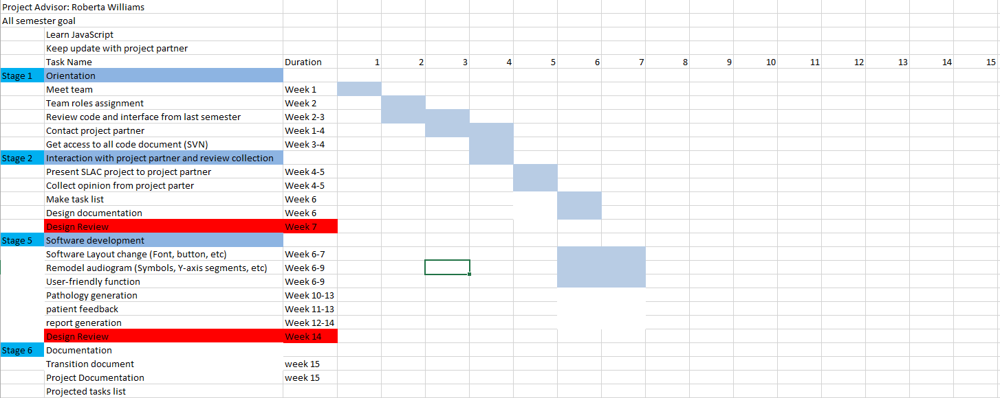 Project Advisor: Roberta Williams
All semester goal
Learn JavaScript
Keep update with project partner
Task Name Duration 1 2 3 4 5 6 7 8 9 10 11 12 13 14 15
Stage 1 Orientation
Meet team Week 1
Team roles assignment Week 2
Review code and interface from last semester Week 2-3
Contact project partner Week 1-4
Get access to all code document (SVN) Week 3-4
Stage 2 Interaction with project partner and review collection
Present SLAC project to project partner Week 4-5
Collect opinion from project parter Week 4-5
Make task list Week 6
Design documentation Week 6
Design Review Week 7
Stage 5 Software development
Software Layout change (Font, button, etc) Week 6-7
Remodel audiogram (Symbols, Y-axis segments, etc) Week 6-9
User-friendly function Week 6-9
Pathology generation Week 10-13
patient feedback Week 11-13
report generation Week 12-14
Design Review Week 14
Stage 6 Documentation
Transition document week 15
Project Documentation week 15
Projected tasks list